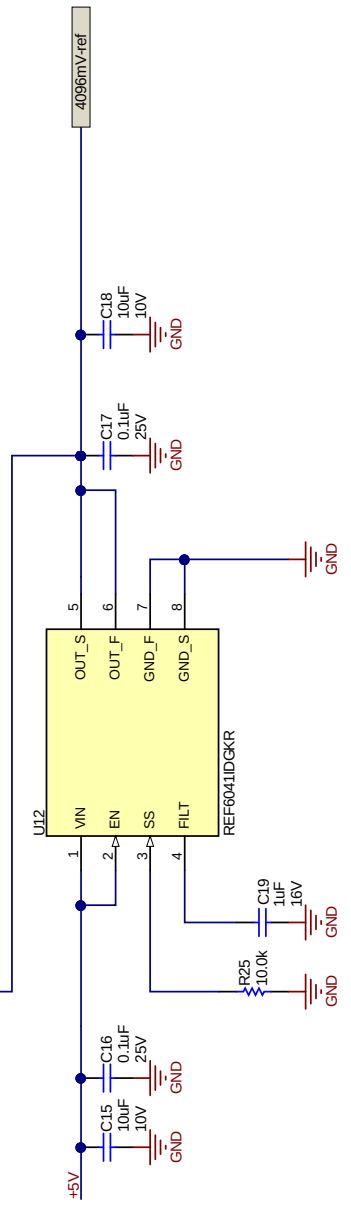 4096mV-ref
C18
10uF
10V
GND
C17
0.1uF
25V
GND
GND
5
6
7
8
OUT_S
OUT_F
GND_F
GND_S
U12
REF6041IDGKR
VIN
EN
SS
FILT
1
2
3
4
C19
1uF
16V
GND
R25
10.0k
GND
C16
0.1uF
25V
GND
C15
10uF
10V
GND
+5V